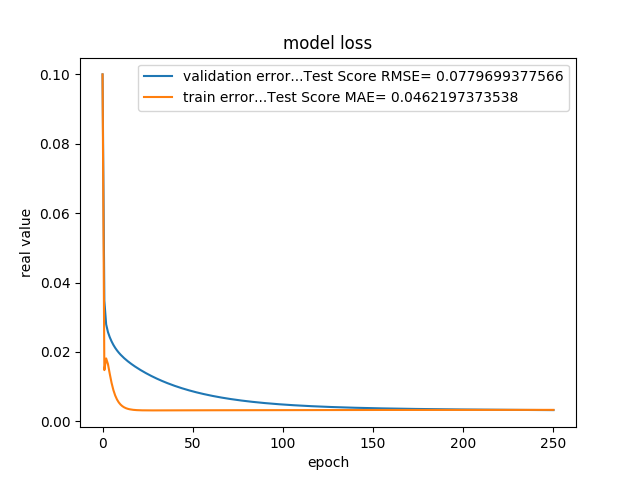 model loss
validation error...Test Score RMSE= 0.0779699377566
train error...Test Score MAE= 0.0462197373538
real value
0.10
0.08
0.06
0.04
0.02
0.00
0 50 100 150 200 250
epoch